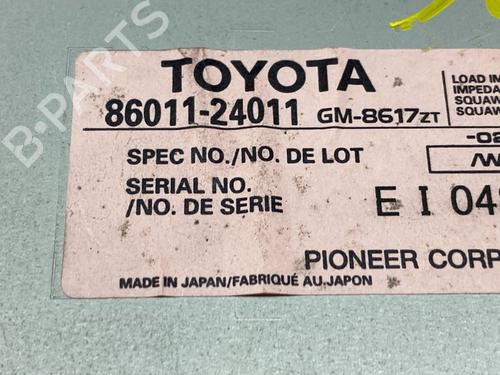 TOYOTA
86011-24011 GM-8617ZT
LOAD IM
IMPEDA
SQUAW
SQUAW
SPEC NO./NO. DE LOT
-02
SERIAL NO.
/NO. DE SERIE
E I 04
PIONEER CORP
MADE IN JAPAN/FABRIQUÉ AU JAPON
B-PARTS